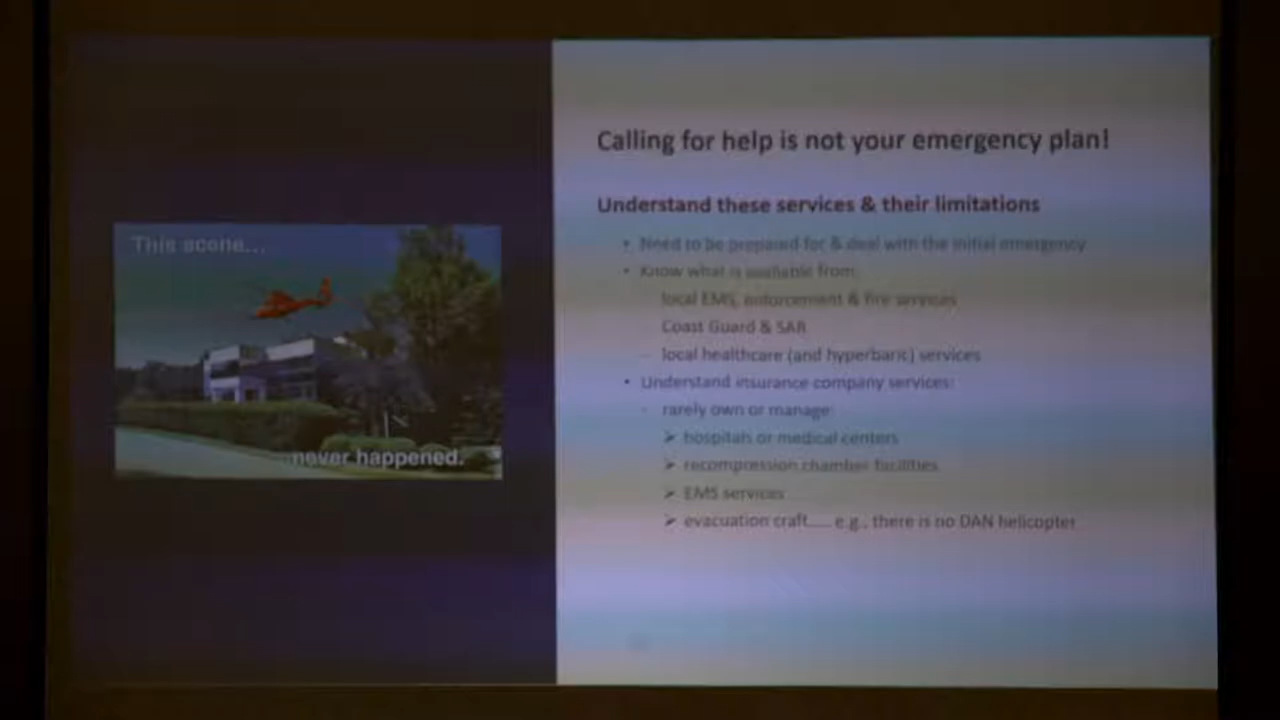 This scene...
...never happened.
Calling for help is not your emergency plan!
Understand these services & their limitations
• Need to be prepared for & deal with the initial emergency
• Know what is available from:
local EMS, enforcement & fire services
Coast Guard & SAR
- local healthcare (and hyperbaric) services
• Understand insurance company services:
- rarely own or manage:
➢ hospitals or medical centers
➢ recompression chamber facilities
➢ EMS services
➢ evacuation craft..... e.g., there is no DAN helicopter